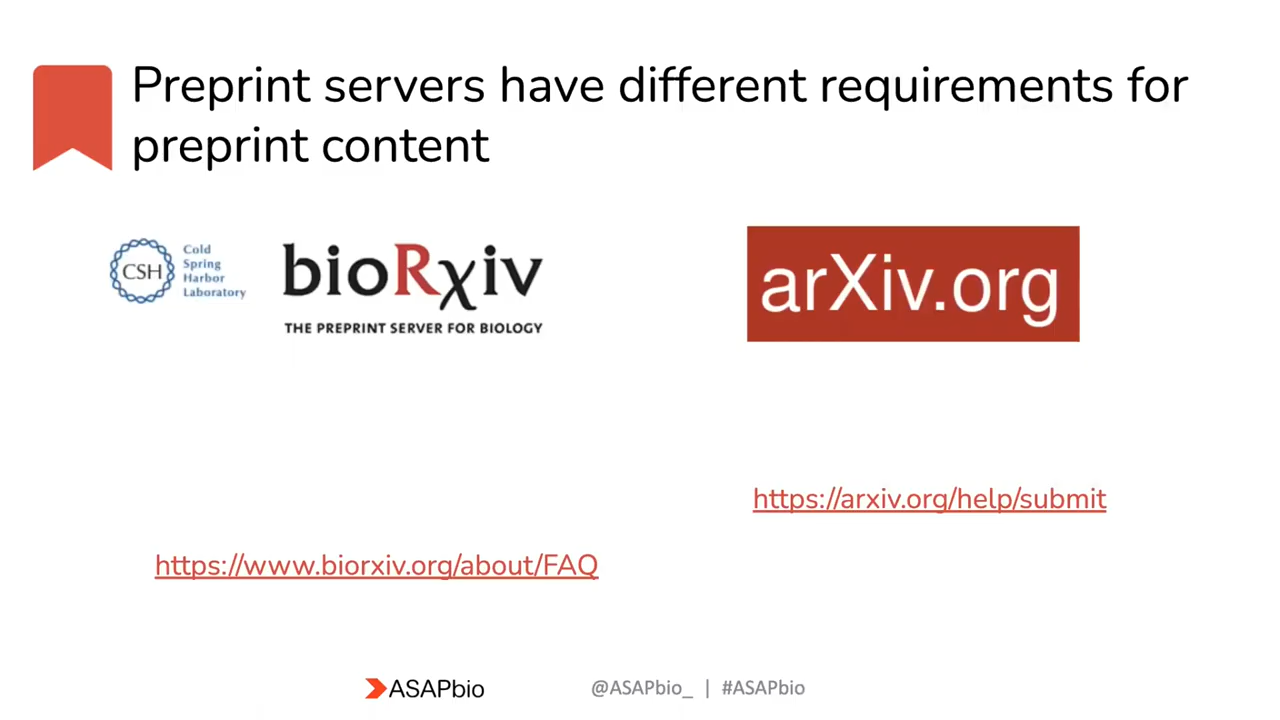 Preprint servers have different requirements for
preprint content
CSH
Cold
Spring
Harbor
Laboratory
bioRχiv
THE PREPRINT SERVER FOR BIOLOGY
arXiv.org
https://arxiv.org/help/submit
https://www.biorxiv.org/about/FAQ
ASAPbio
@ASAPbio_ | #ASAPbio